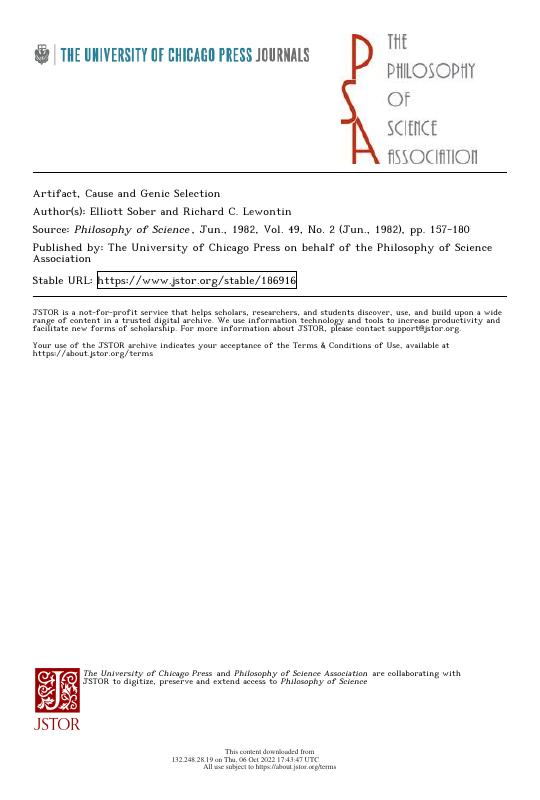 THE UNIVERSITY OF CHICAGO PRESS JOURNALS
PSA
THE
PHILOSOPHY
OF
SCIENCE
ASSOCIATION
Artifact, Cause and Genic Selection
Author(s): Elliott Sober and Richard C. Lewontin
Source: Philosophy of Science, Jun., 1982, Vol. 49, No. 2 (Jun., 1982), pp. 157-180
Published by: The University of Chicago Press on behalf of the Philosophy of Science
Association
Stable URL: https://www.jstor.org/stable/186916
JSTOR is a not-for-profit service that helps scholars, researchers, and students discover, use, and build upon a wide
range of content in a trusted digital archive. We use information technology and tools to increase productivity and
facilitate new forms of scholarship. For more information about JSTOR, please contact support@jstor.org.
Your use of the JSTOR archive indicates your acceptance of the Terms & Conditions of Use, available at
https://about.jstor.org/terms
The University of Chicago Press and Philosophy of Science Association are collaborating with
JSTOR to digitize, preserve and extend access to Philosophy of Science
JSTOR
This content downloaded from
132.248.28.19 on Thu, 06 Oct 2022 17:43:47 UTC
All use subject to https://about.jstor.org/terms